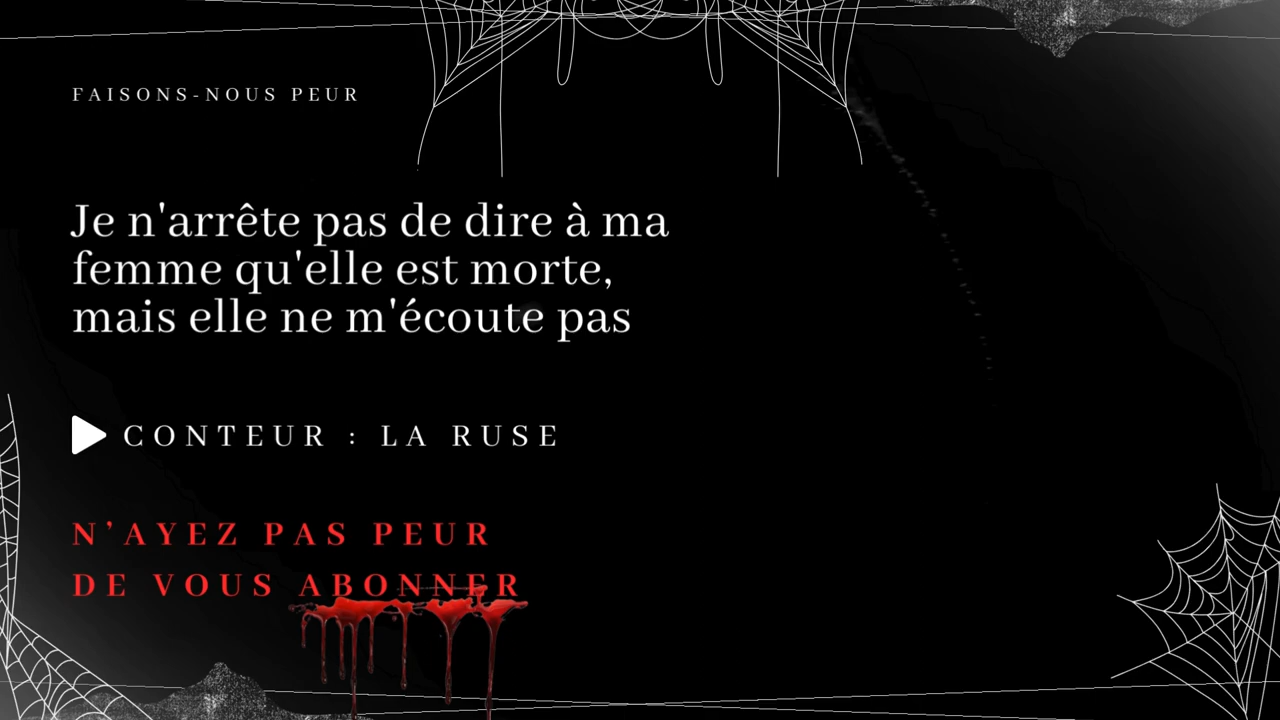 FAISONS-NOUS PEUR
Je n'arrête pas de dire à ma
femme qu'elle est morte,
mais elle ne m'écoute pas
CONTEUR : LA RUSE
N’AYEZ PAS PEUR
DE VOUS ABONNER